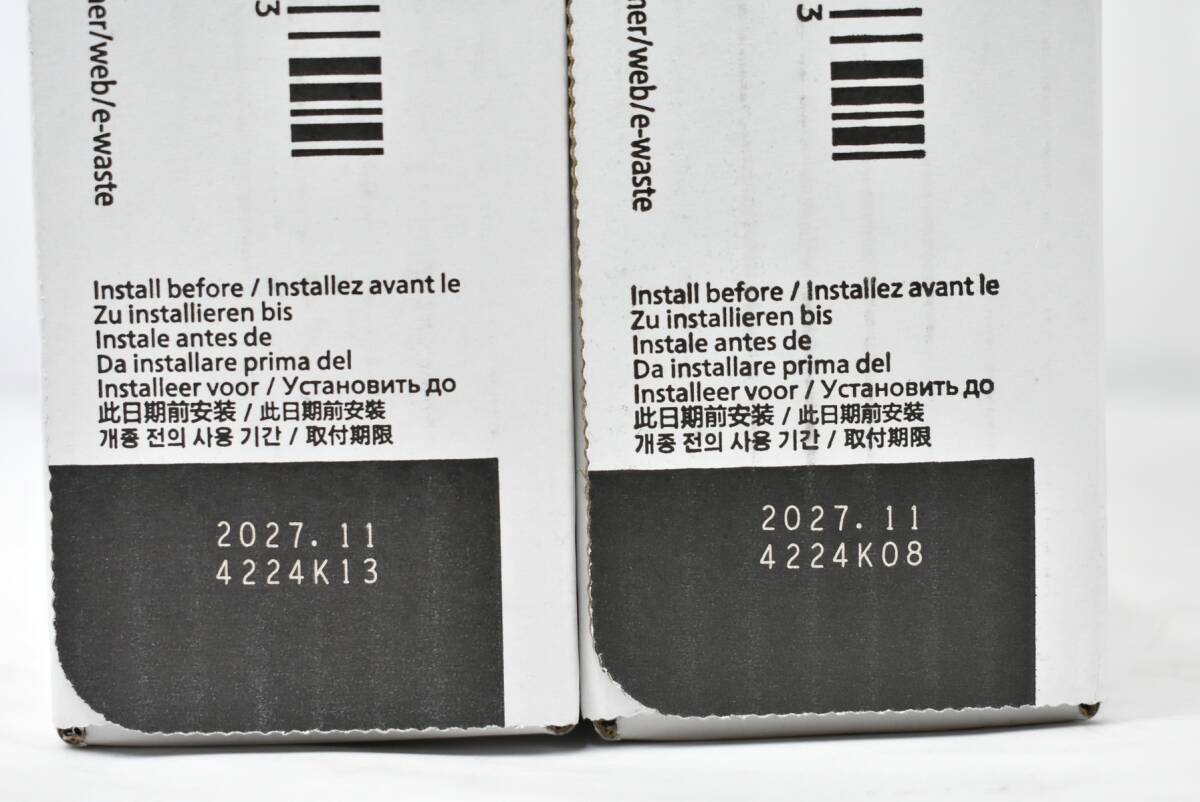 3
er/web/e-waste
Install before / Installez avant le
Zu installieren bis
Instale antes de
Da installare prima del
Installeer voor / Установить до
此日期前安装 / 此日期前安裝
개종 전의 사용 기간 / 取付期限
2027.11
4224K13
3
ner/web/e-waste
Install before / Installez avant le
Zu installieren bis
Instale antes de
Da installare prima del
Installeer voor / Установить до
此日期前安装 / 此日期前安裝
개종 전의 사용 기간 / 取付期限
2027.11
4224K08